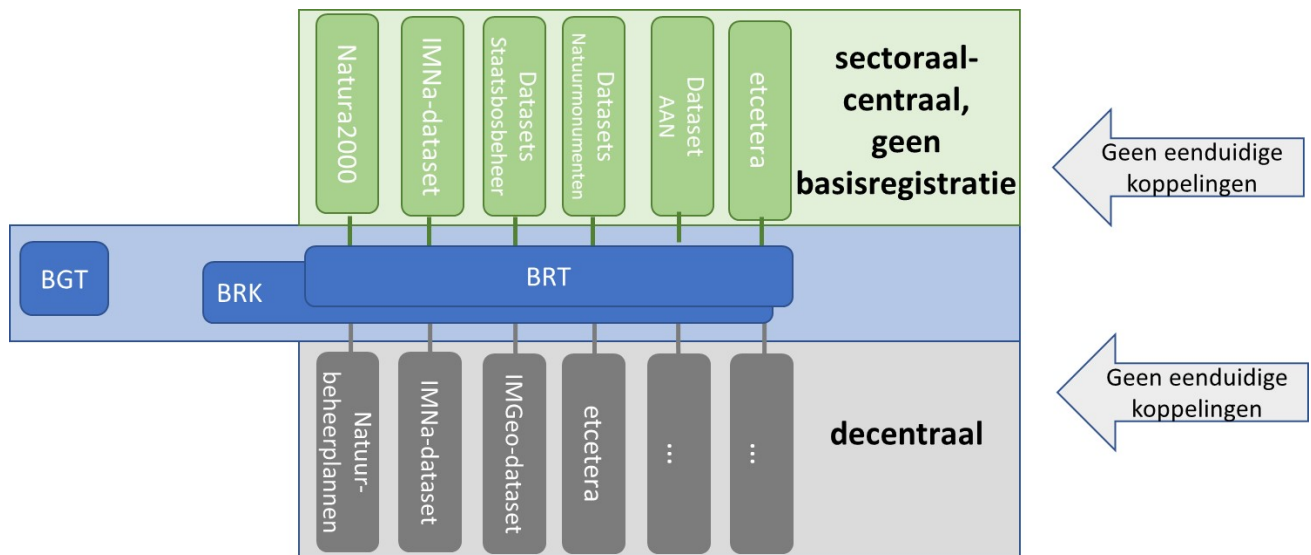 Natura2000
IMNa-dataset
Datasets
Staatsbosbeheer
Datasets
Natuurmonumenten
Dataset
AAN
etcetera
sectoraal-
centraal,
geen
basisregistratie
Geen eenduidige
koppelingen
BGT
BRK
BRT
Natuur-
beheerplannen
IMNa-dataset
IMGeo-dataset
etcetera
...
...
decentraal
Geen eenduidige
koppelingen